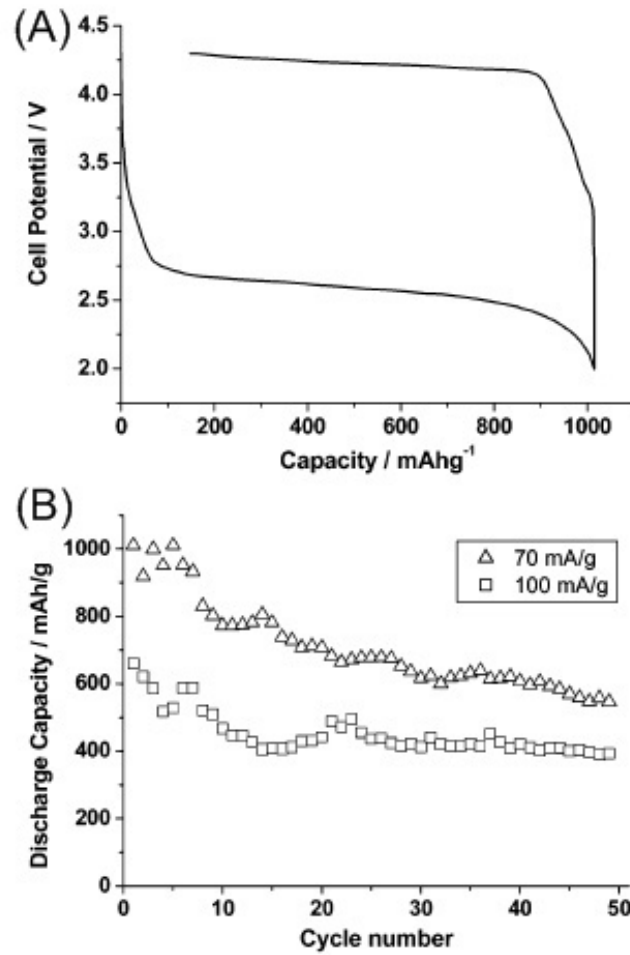 (A)
4.5
4.0
3.5
3.0
2.5
2.0
Cell Potential / V
0 200 400 600 800 1000
Capacity / mAhg⁻¹
(B)
1000
800
600
400
200
0
Discharge Capacity / mAh/g
70 mA/g
100 mA/g
0 10 20 30 40 50
Cycle number